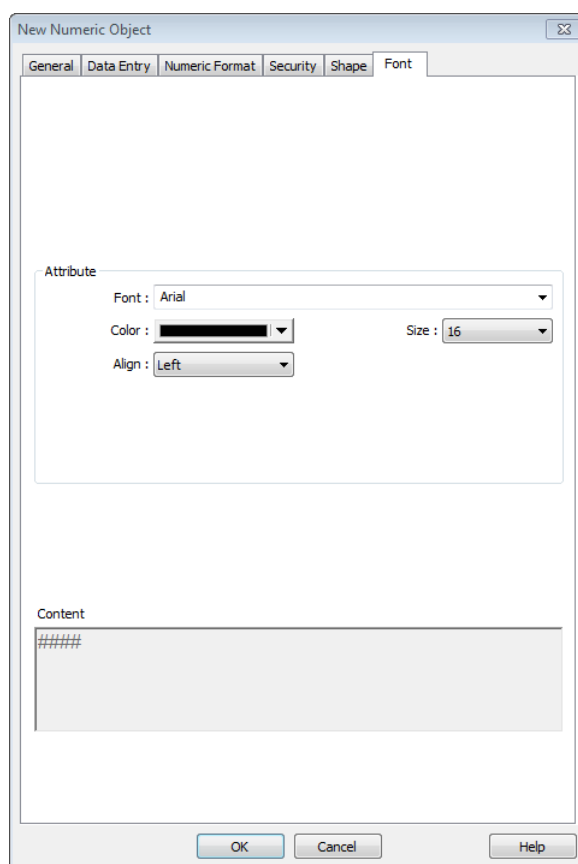 New Numeric Object
General Data Entry Numeric Format Security Shape Font
Attribute
Font : Arial
Color : Size : 16
Align : Left
Content
####
OK Cancel Help